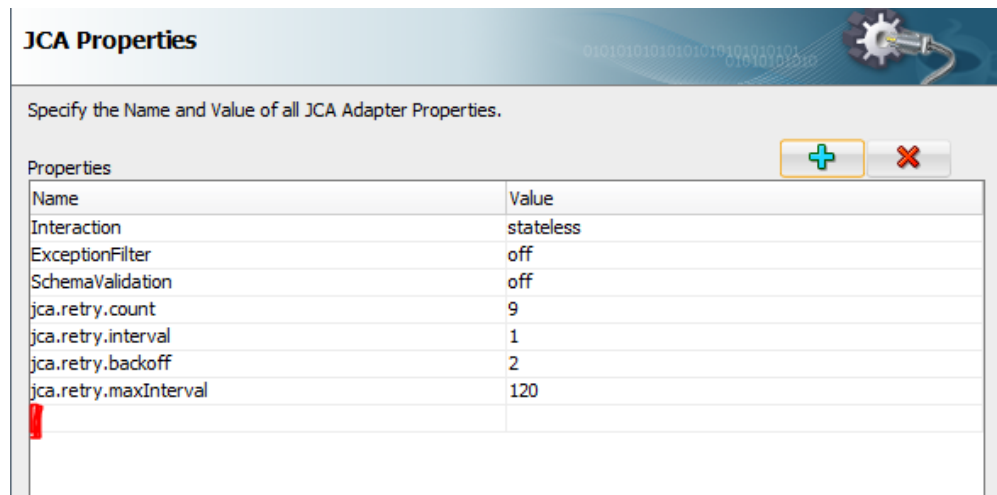 JCA Properties
010101010101010101010101010101
01010101010
Specify the Name and Value of all JCA Adapter Properties.
Properties
Name Value
Interaction stateless
ExceptionFilter off
SchemaValidation off
jca.retry.count 9
jca.retry.interval 1
jca.retry.backoff 2
jca.retry.maxInterval 120